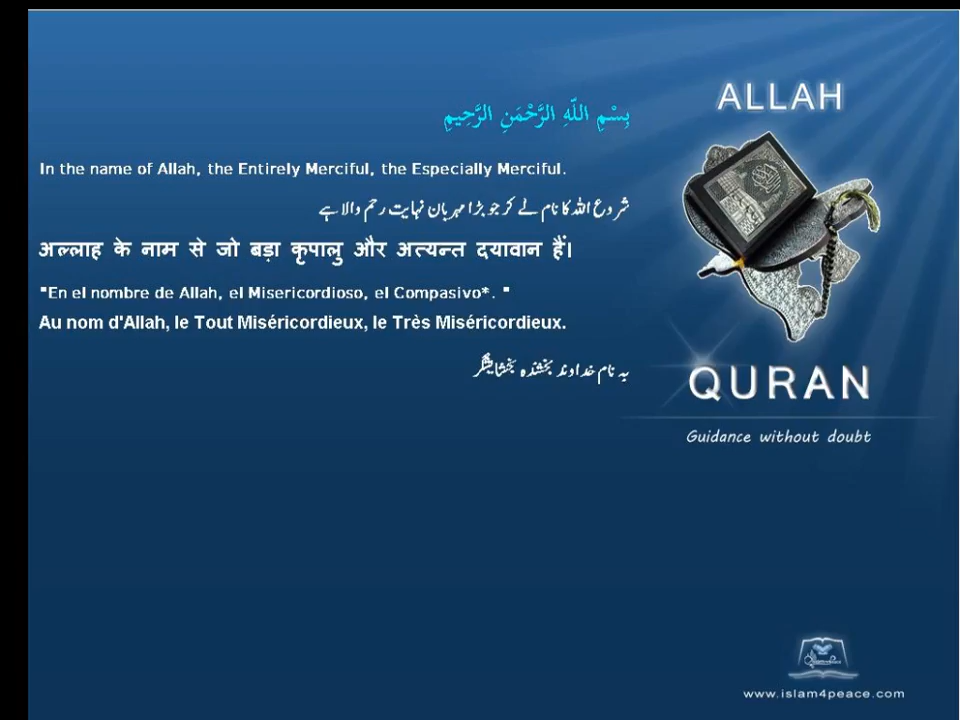 بِسْمِ اللَّهِ الرَّحْمَنِ الرَّحِيمِ
In the name of Allah, the Entirely Merciful, the Especially Merciful.
شروع اللہ کا نام لے کر جو بڑا مہربان نہایت رحم والا ہے
अल्लाह के नाम से जो बड़ा कृपालु और अत्यन्त दयावान हैं।
"En el nombre de Allah, el Misericordioso, el Compasivo*. "
Au nom d'Allah, le Tout Miséricordieux, le Très Miséricordieux.
به نام خداوند بخشنده بخشایشگر
ALLAH
QURAN
Guidance without doubt
www.islam4peace.com